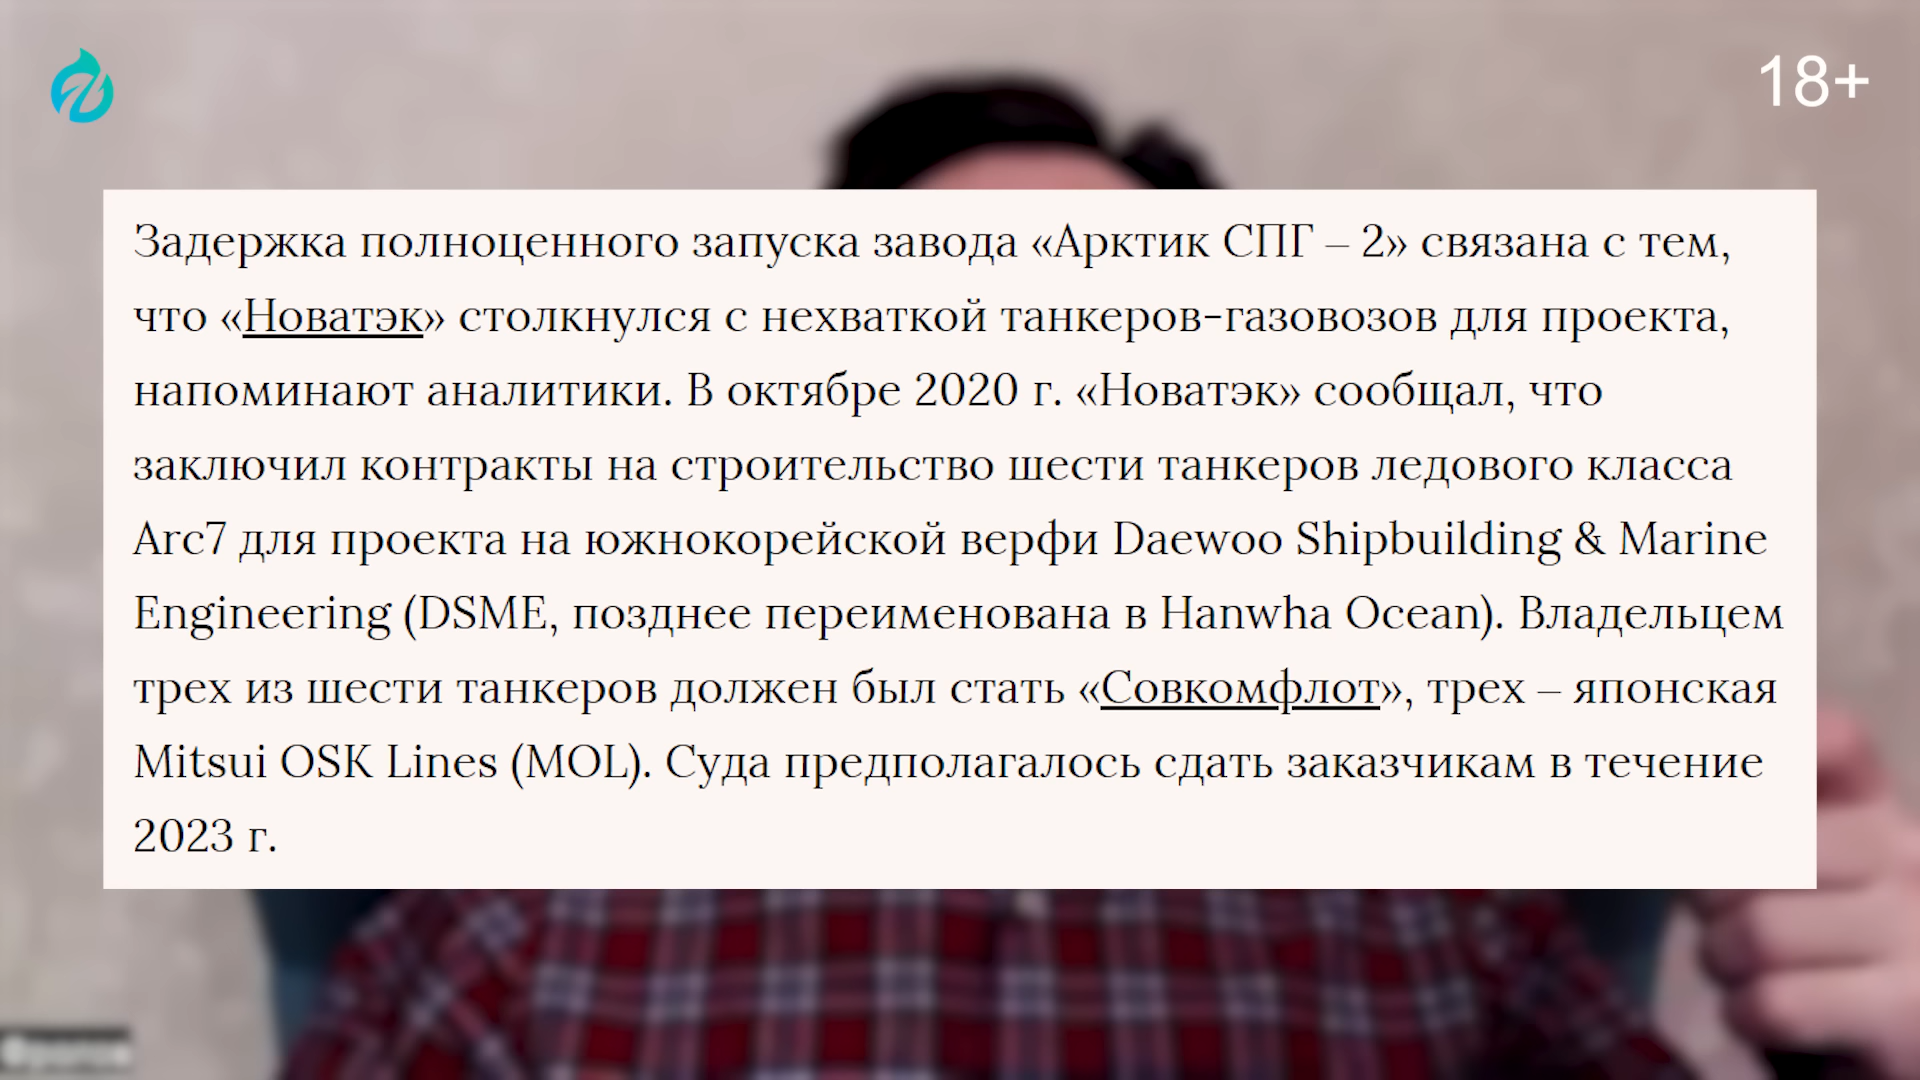 18+
Задержка полноценного запуска завода «Арктик СПГ – 2» связана с тем,
что «Новатэк» столкнулся с нехваткой танкеров-газовозов для проекта,
напоминают аналитики. В октябре 2020 г. «Новатэк» сообщал, что
заключил контракты на строительство шести танкеров ледового класса
Arc7 для проекта на южнокорейской верфи Daewoo Shipbuilding & Marine
Engineering (DSME, позднее переименована в Hanwha Ocean). Владельцем
трех из шести танкеров должен был стать «Совкомфлот», трех – японская
Mitsui OSK Lines (MOL). Суда предполагалось сдать заказчикам в течение
2023 г.